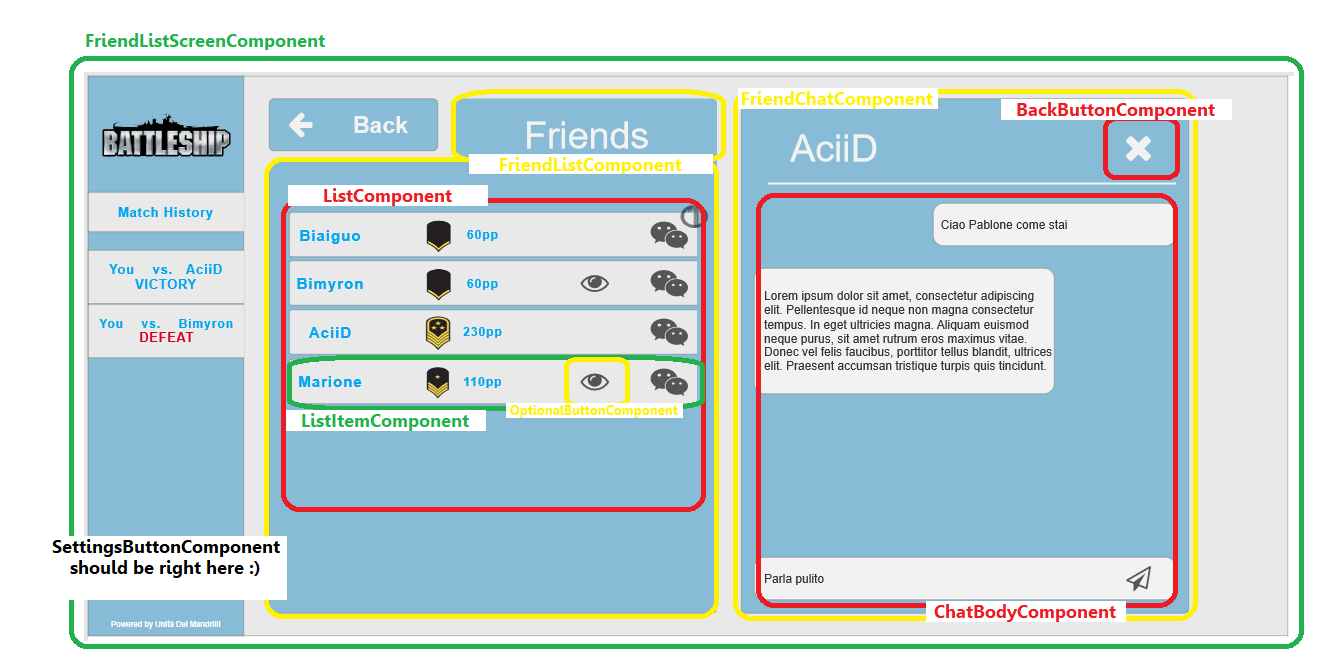 FriendListScreenComponent
BATTLESHIP
Match History
You vs. AciiD
VICTORY
You vs. Bimyron
DEFEAT
SettingsButtonComponent
should be right here :)
Powered by Unità Dei Mandrilli
Back
Friends
FriendListComponent
ListComponent
Biaiguo 60pp
Bimyron 60pp
AciiD 230pp
Marione 110pp
OptionalButtonComponent
ListItemComponent
FriendChatComponent
BackButtonComponent
AciiD
Ciao Pablone come stai
Lorem ipsum dolor sit amet, consectetur adipiscing
elit. Pellentesque id neque non magna consectetur
tempus. In eget ultricies magna. Aliquam euismod
neque purus, sit amet rutrum eros maximus vitae.
Donec vel felis faucibus, porttitor tellus blandit, ultrices
elit. Praesent accumsan tristique turpis quis tincidunt.
Parla pulito
ChatBodyComponent